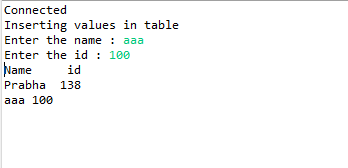 Connected
Inserting values in table
Enter the name : aaa
Enter the id : 100
Name     id
Prabha  138
aaa 100